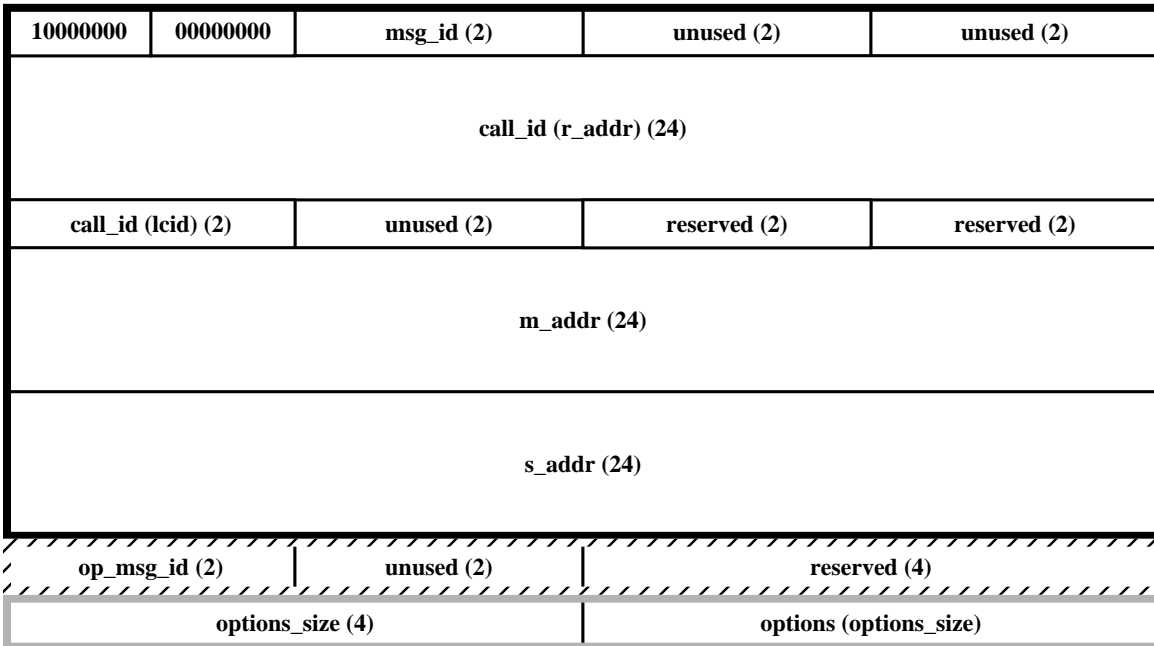 10000000 00000000 msg_id (2) unused (2) unused (2)
call_id (r_addr) (24)
call_id (lcid) (2) unused (2) reserved (2) reserved (2)
m_addr (24)
s_addr (24)
op_msg_id (2) unused (2) reserved (4)
options_size (4) options (options_size)